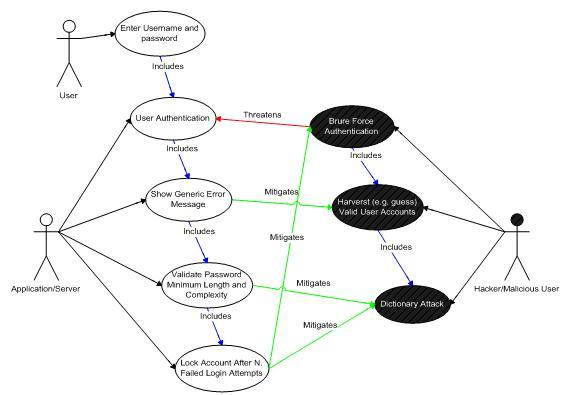 Enter Username and
password
User
Includes
User Authentication
Threatens
Brure Force
Authentication
Includes
Includes
Show Generic Error
Message
Mitigates
Harverst (e.g. guess)
Valid User Accounts
Includes
Mitigates
Includes
Application/Server
Hacker/Malicious User
Validate Password
Minimum Length and
Complexity
Mitigates
Dictionary Attack
Includes
Mitigates
Lock Account After N.
Failed Login Attempts